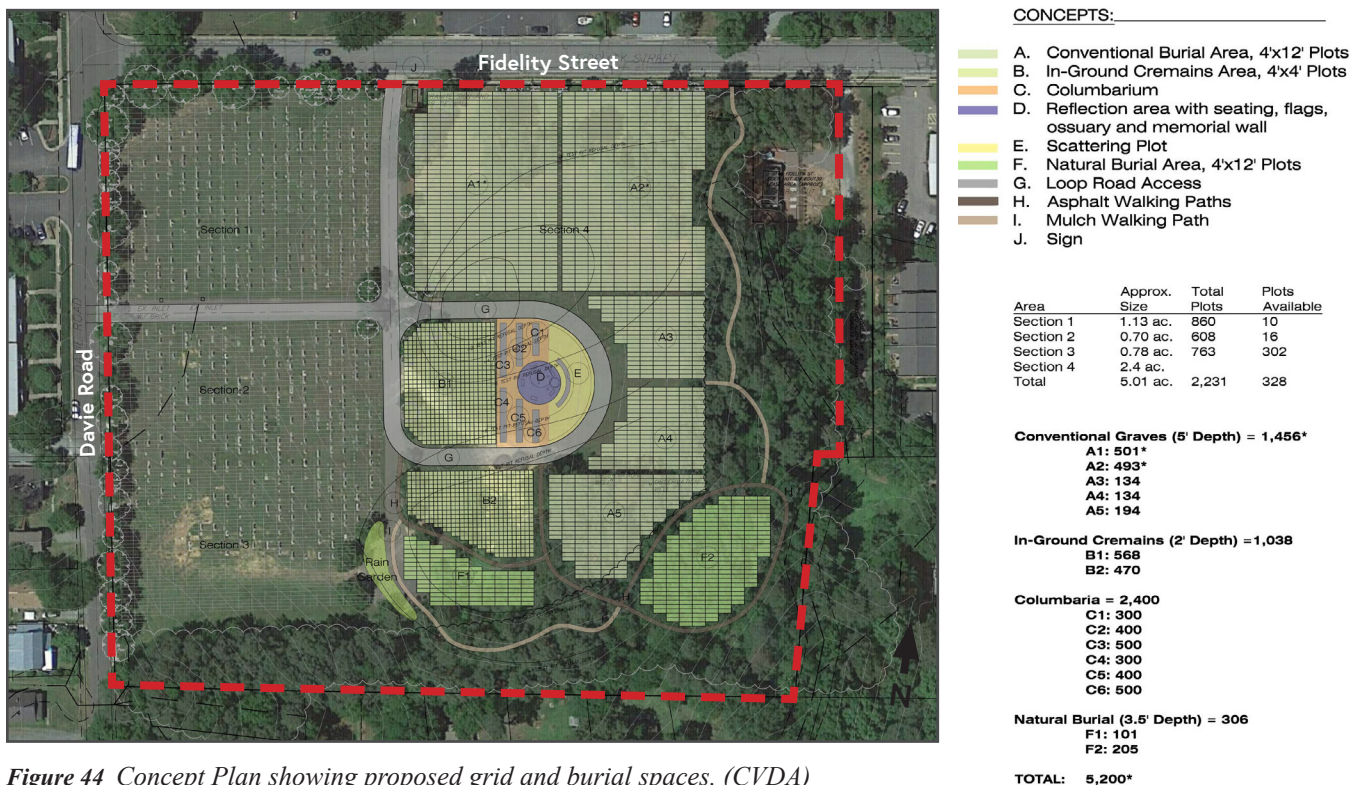 Fidelity Street
J
A1*
A2*
Section 1
Section 4
G
C1
C2
A3
C3
B1
D
E
Section 2
Davie Road
ROAD
C4
C5
C6
A4
G
B2
H
A5
H
Section 3
Rain
Garden
F1
F2
H
N
CONCEPTS:
A. Conventional Burial Area, 4'x12' Plots
B. In-Ground Cremains Area, 4'x4' Plots
C. Columbarium
D. Reflection area with seating, flags,
ossuary and memorial wall
E. Scattering Plot
F. Natural Burial Area, 4'x12' Plots
G. Loop Road Access
H. Asphalt Walking Paths
I. Mulch Walking Path
J. Sign
Approx. Total Plots
Area Size Plots Available
Section 1 1.13 ac. 860 10
Section 2 0.70 ac. 608 16
Section 3 0.78 ac. 763 302
Section 4 2.4 ac.
Total 5.01 ac. 2,231 328
Conventional Graves (5' Depth) = 1,456*
A1: 501*
A2: 493*
A3: 134
A4: 134
A5: 194
In-Ground Cremains (2' Depth) =1,038
B1: 568
B2: 470
Columbaria = 2,400
C1: 300
C2: 400
C3: 500
C4: 300
C5: 400
C6: 500
Natural Burial (3.5' Depth) = 306
F1: 101
F2: 205
TOTAL: 5,200*
Figure 44 Concept Plan showing proposed grid and burial spaces. (CVDA)